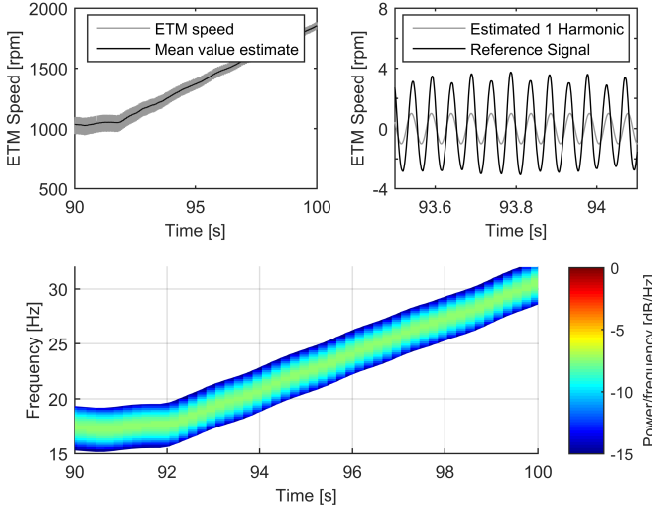 2000
1500
1000
500
ETM Speed [rpm]
ETM speed
Mean value estimate
90
95
100
Time [s]
8
4
0
-4
ETM Speed [rpm]
Estimated 1 Harmonic
Reference Signal
93.6
93.8
94
Time [s]
30
25
20
15
Frequency [Hz]
90
92
94
96
98
100
Time [s]
0
-5
-10
-15
Power/frequency [dB/Hz]